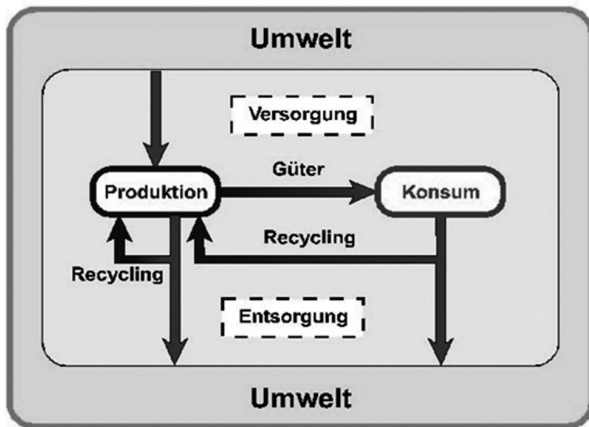 Umwelt
Versorgung
Güter
Produktion
Konsum
Recycling
Recycling
Entsorgung
Umwelt